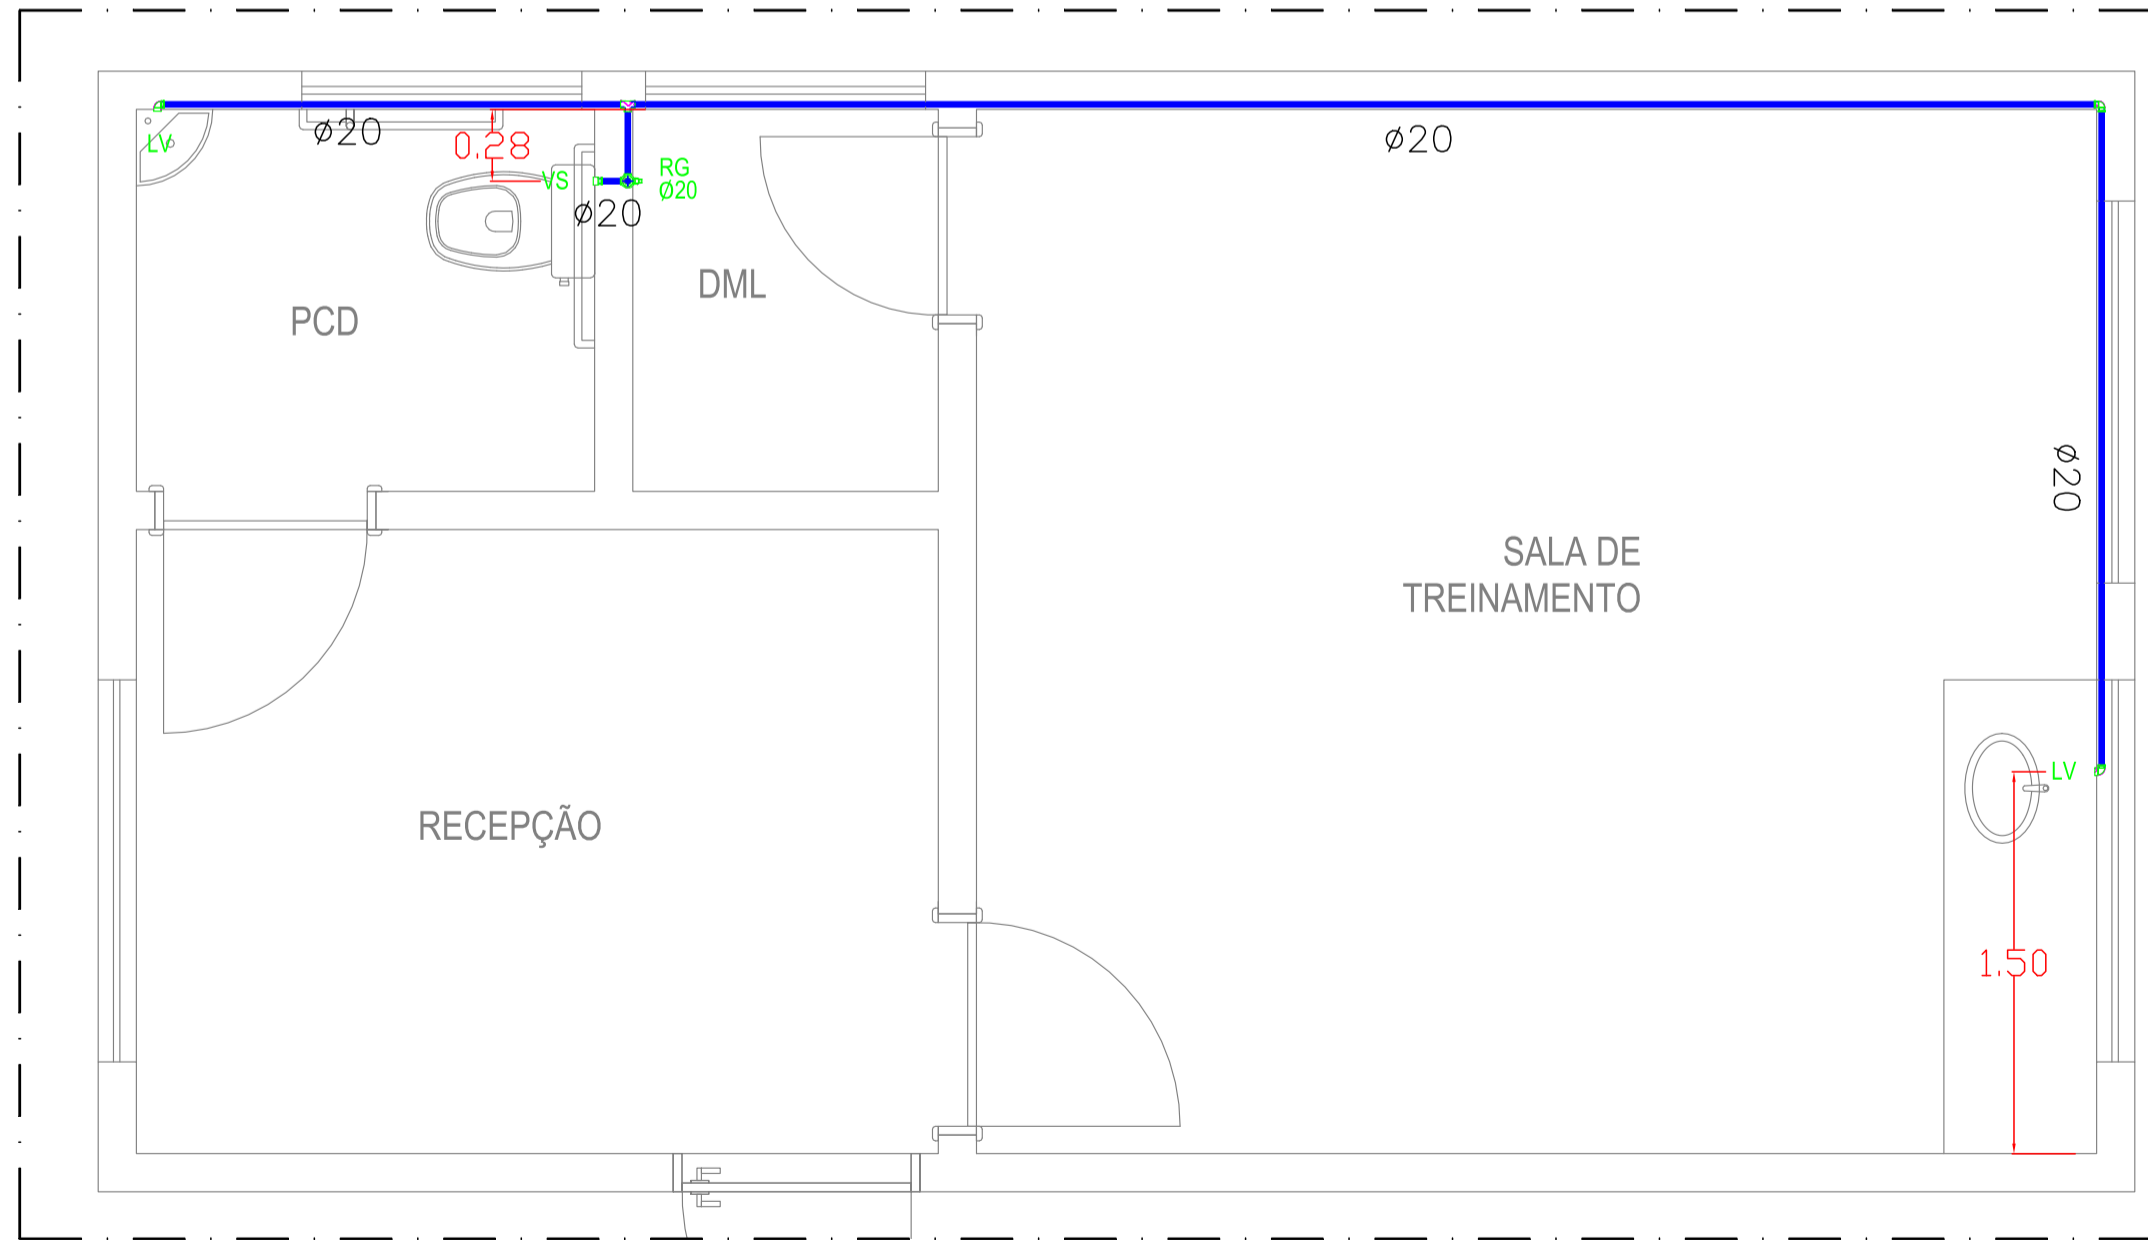 ø20
0.28
ø20
LV
VS
RG
Ø20
ø20
DML
PCD
ø20
SALA DE
TREINAMENTO
LV
RECEPÇÃO
1.50